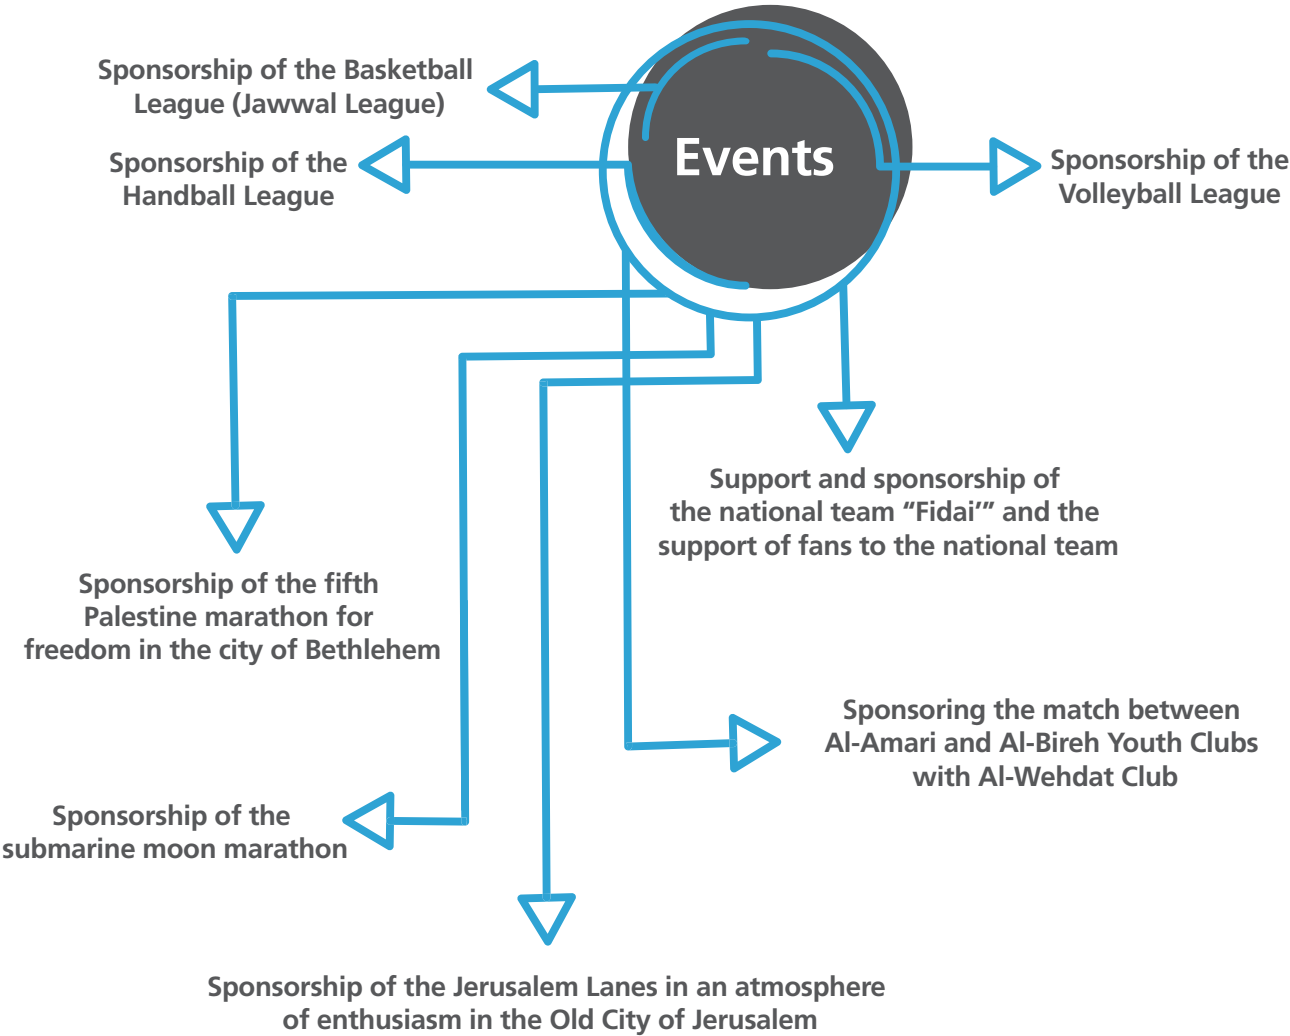 Sponsorship of the Basketball
League (Jawwal League)
Events
Sponsorship of the
Handball League
Sponsorship of the
Volleyball League
Support and sponsorship of
the national team “Fidai’” and the
support of fans to the national team
Sponsorship of the fifth
Palestine marathon for
freedom in the city of Bethlehem
Sponsoring the match between
Al-Amari and Al-Bireh Youth Clubs
with Al-Wehdat Club
Sponsorship of the
submarine moon marathon
Sponsorship of the Jerusalem Lanes in an atmosphere
of enthusiasm in the Old City of Jerusalem